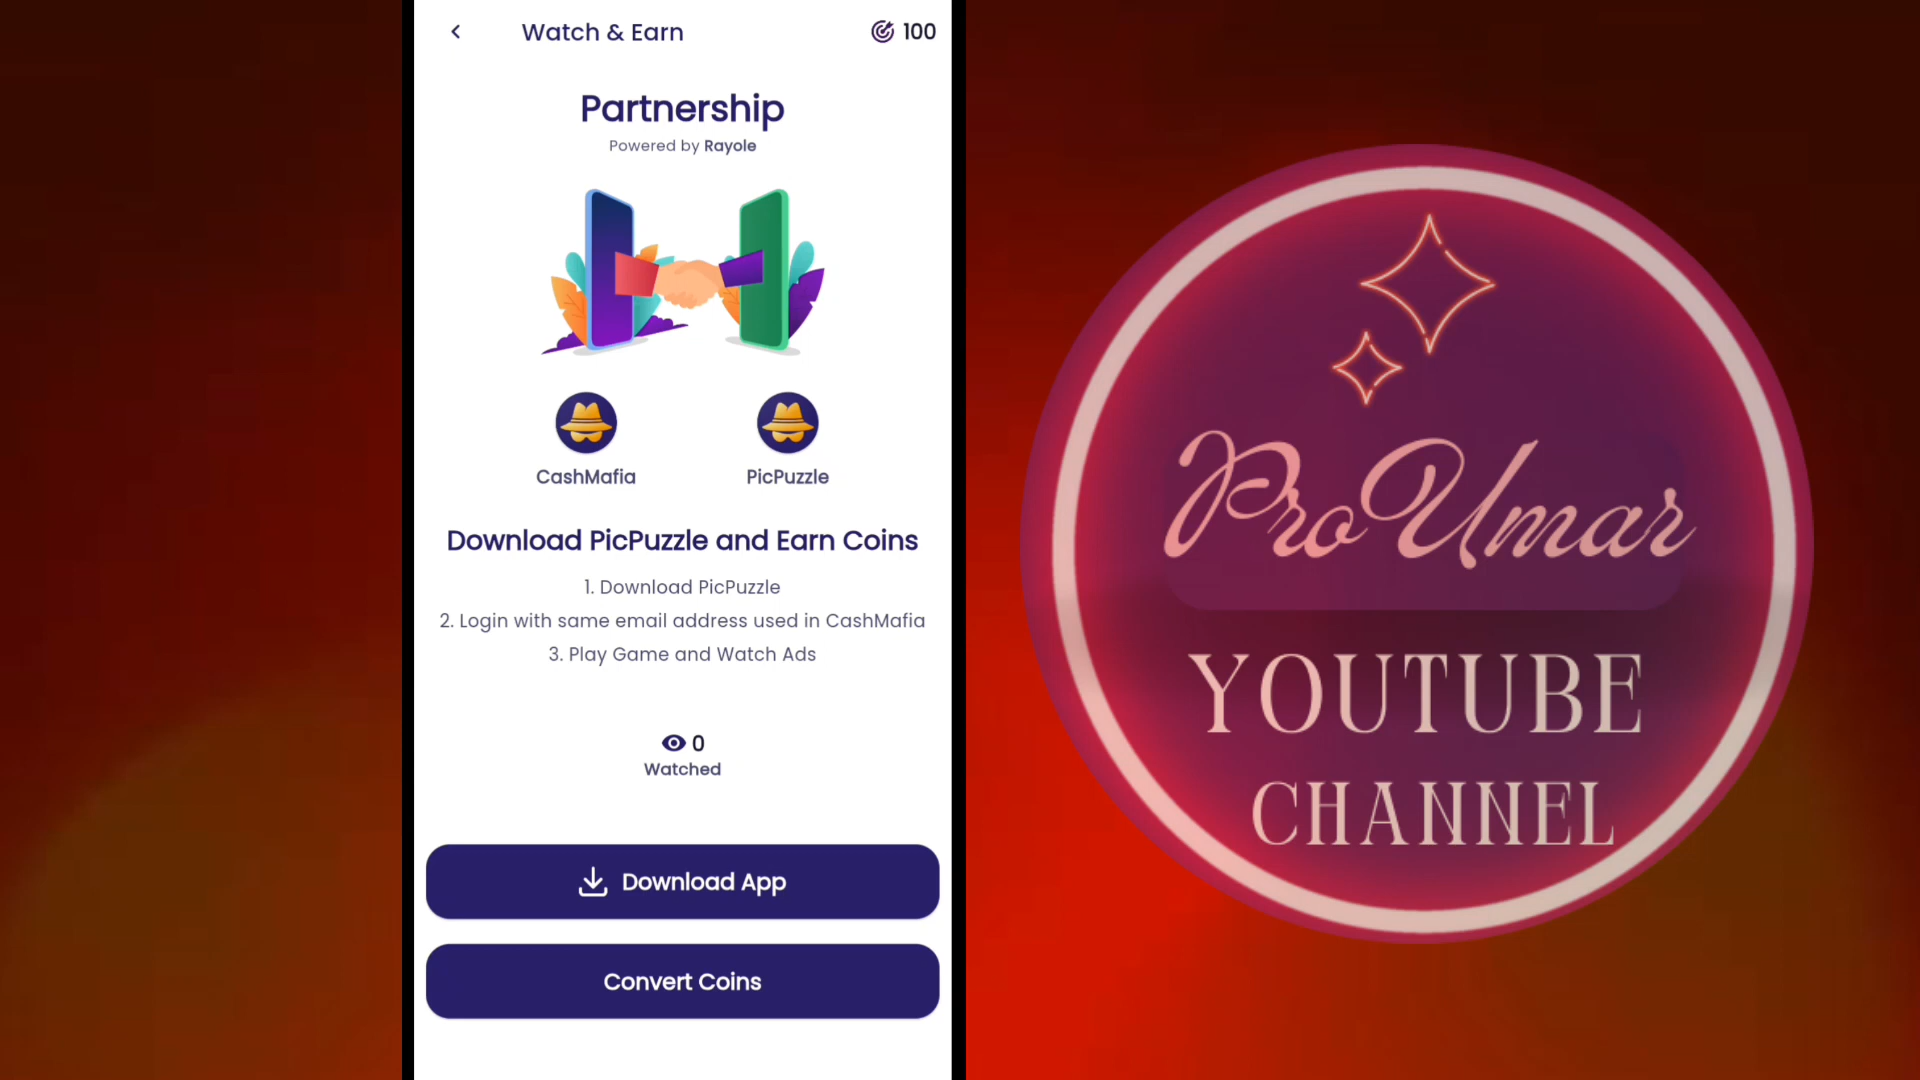 Watch & Earn
100
Partnership
Powered by Rayole
CashMafia
PicPuzzle
Download PicPuzzle and Earn Coins
1. Download PicPuzzle
2. Login with same email address used in CashMafia
3. Play Game and Watch Ads
0
Watched
Download App
Convert Coins
ProUmar
YOUTUBE
CHANNEL